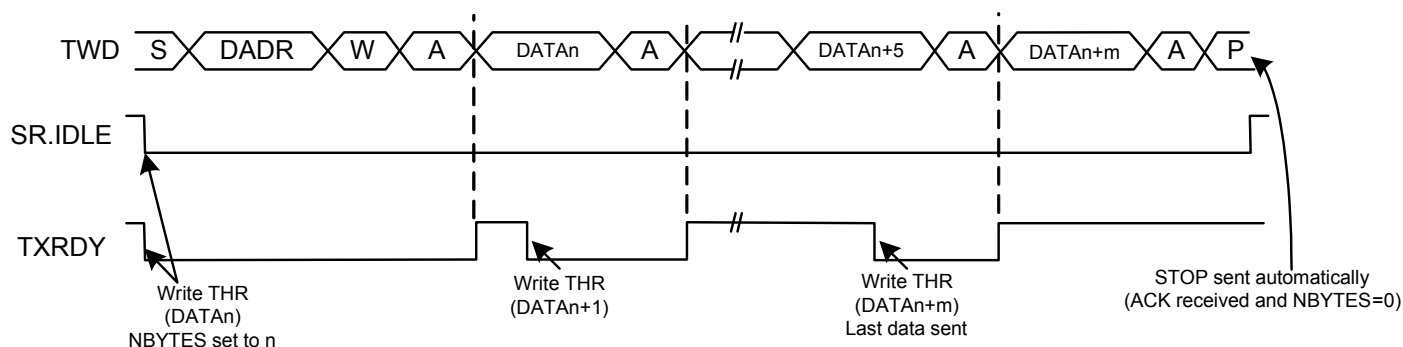 TWD S DADR W A DATAn A // // DATAn+5 A DATAn+m A P
SR.IDLE
TXRDY //
Write THR
(DATAn)
NBYTES set to n
Write THR
(DATAn+1)
Write THR
(DATAn+m)
Last data sent
STOP sent automatically
(ACK received and NBYTES=0)